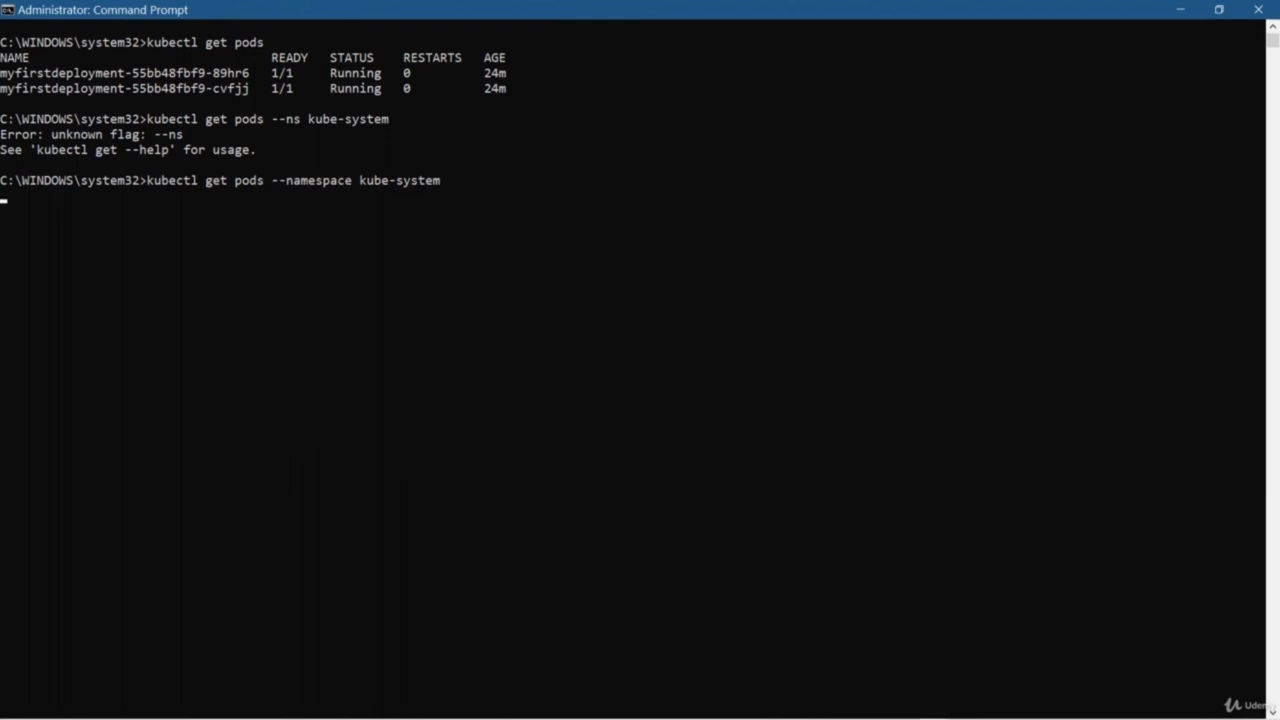 Administrator: Command Prompt
C:\WINDOWS\system32>kubectl get pods
NAME READY STATUS RESTARTS AGE
myfirstdeployment-55bb48fbf9-89hr6 1/1 Running 0 24m
myfirstdeployment-55bb48fbf9-cvfjj 1/1 Running 0 24m
C:\WINDOWS\system32>kubectl get pods --ns kube-system
Error: unknown flag: --ns
See 'kubectl get --help' for usage.
C:\WINDOWS\system32>kubectl get pods --namespace kube-system